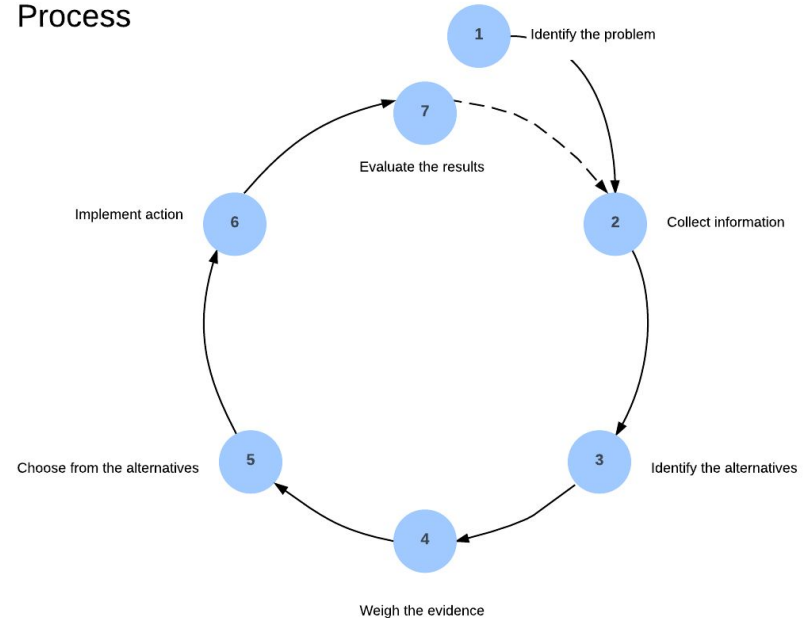 Process
1
Identify the problem
7
Evaluate the results
2
Collect information
6
Implement action
3
Identify the alternatives
5
Choose from the alternatives
4
Weigh the evidence